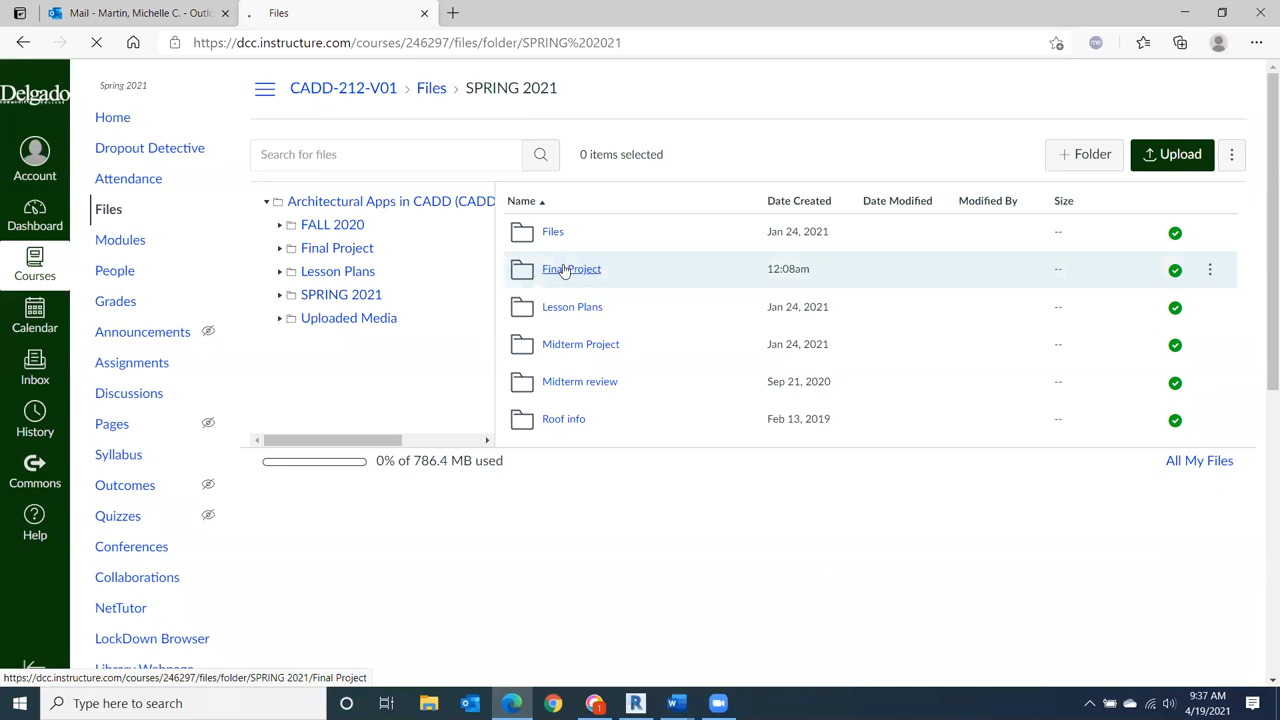 Mail - Martin, Michelle C. - Outl
Files
https://dcc.instructure.com/courses/246297/files/folder/SPRING%202021
me
Delgado
Account
Dashboard
Courses
Calendar
Inbox
History
Commons
Help
Spring 2021
Home
Dropout Detective
Attendance
Files
Modules
People
Grades
Announcements
Assignments
Discussions
Pages
Syllabus
Outcomes
Quizzes
Conferences
Collaborations
NetTutor
LockDown Browser
Library Webpage
CADD-212-V01 › Files › SPRING 2021
Search for files
0 items selected
+ Folder
Upload
Architectural Apps in CADD (CADD
FALL 2020
Final Project
Lesson Plans
SPRING 2021
Uploaded Media
Name Date Created Date Modified Modified By Size
Files Jan 24, 2021 --
Final Project 12:08am --
Lesson Plans Jan 24, 2021 --
Midterm Project Jan 24, 2021 --
Midterm review Sep 21, 2020 --
Roof info Feb 13, 2019 --
0% of 786.4 MB used
All My Files
https://dcc.instructure.com/courses/246297/files/folder/SPRING 2021/Final Project
Type here to search
9:37 AM
4/19/2021